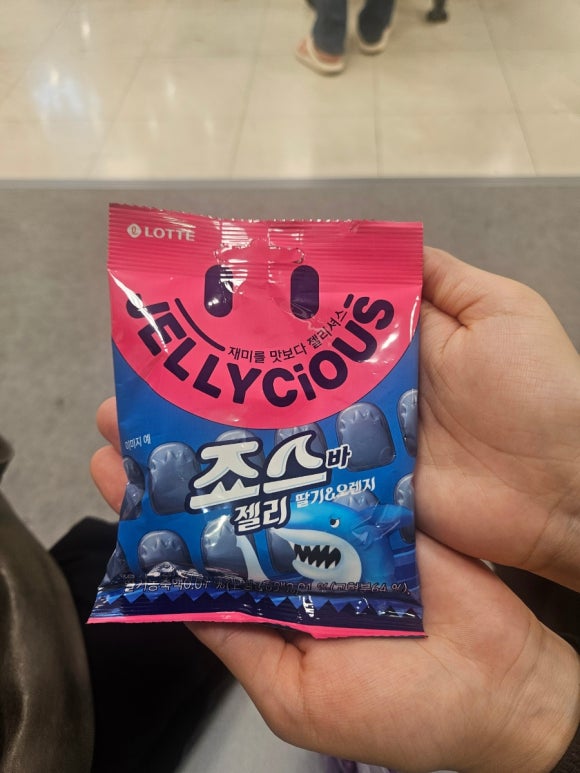 LOTTE
재미를 맛보다 젤리셔스
JELLYCiOUS
이미지 예
죠스바
젤리 딸기&오렌지